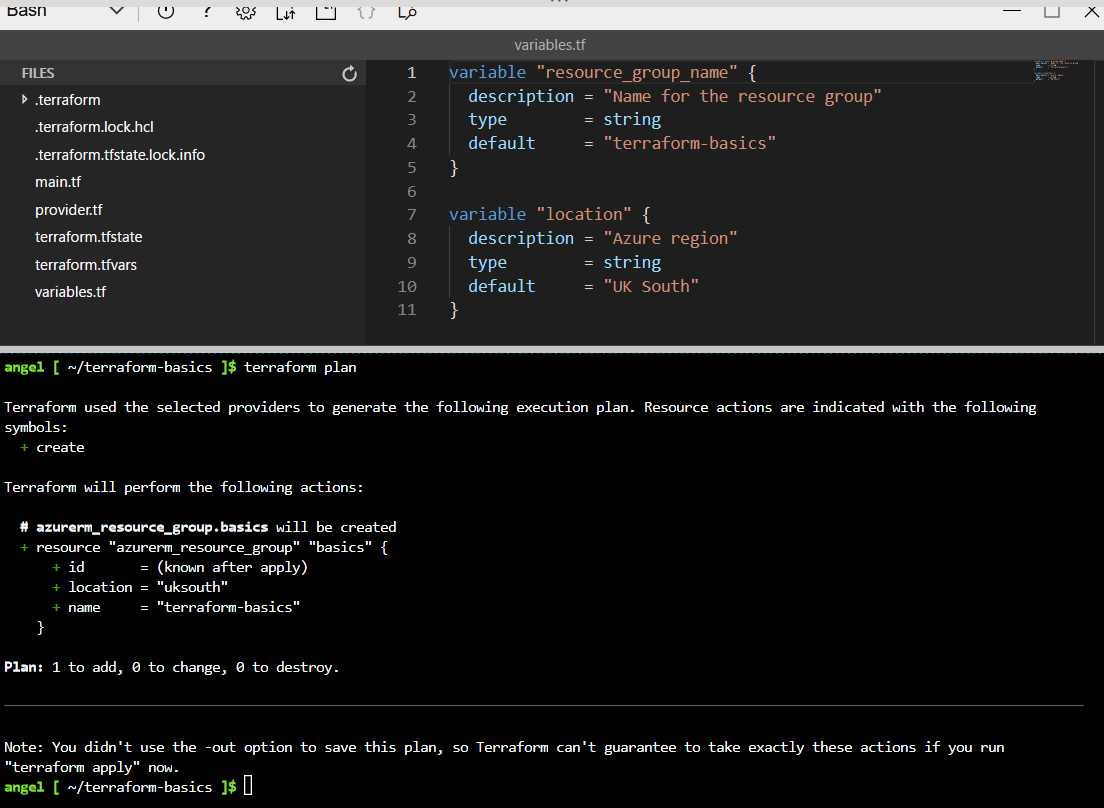 Bash
?
{ }
variables.tf
FILES
.terraform
.terraform.lock.hcl
.terraform.tfstate.lock.info
main.tf
provider.tf
terraform.tfstate
terraform.tfvars
variables.tf
1 variable "resource_group_name" {
2   description = "Name for the resource group"
3   type        = string
4   default     = "terraform-basics"
5 }
6
7 variable "location" {
8   description = "Azure region"
9   type        = string
10   default     = "UK South"
11 }
angel [ ~/terraform-basics ]$ terraform plan
Terraform used the selected providers to generate the following execution plan. Resource actions are indicated with the following
symbols:
  + create
Terraform will perform the following actions:
  # azurerm_resource_group.basics will be created
  + resource "azurerm_resource_group" "basics" {
      + id       = (known after apply)
      + location = "uksouth"
      + name     = "terraform-basics"
    }
Plan: 1 to add, 0 to change, 0 to destroy.
Note: You didn't use the -out option to save this plan, so Terraform can't guarantee to take exactly these actions if you run
"terraform apply" now.
angel [ ~/terraform-basics ]$